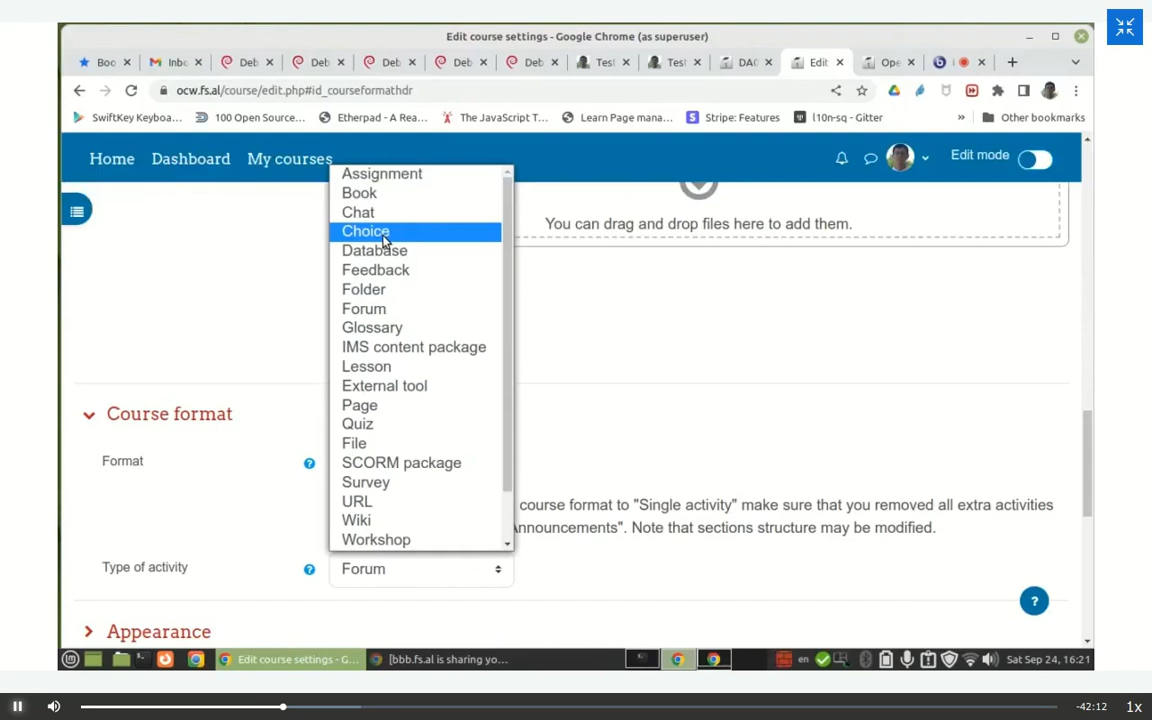 Edit course settings - Google Chrome (as superuser)
Boo
Inbo
Deb
Deb
Deb
Deb
Deb
Test
Test
DA0
Edit
Ope
ocw.fs.al/course/edit.php#id_courseformathdr
SwiftKey Keyboa...
100 Open Source...
Etherpad - A Rea...
The JavaScript T...
Learn Page mana...
Stripe: Features
l10n-sq - Gitter
»
Other bookmarks
Home
Dashboard
My courses
Edit mode
You can drag and drop files here to add them.
Assignment
Book
Chat
Choice
Database
Feedback
Folder
Forum
Glossary
IMS content package
Lesson
External tool
Page
Quiz
File
SCORM package
Survey
URL
Wiki
Workshop
Course format
Format
course format to "Single activity" make sure that you removed all extra activities
Announcements". Note that sections structure may be modified.
Type of activity
Forum
?
Appearance
Edit course settings - G...
[bbb.fs.al is sharing yo...
en
Sat Sep 24, 16:21
-42:12
1x